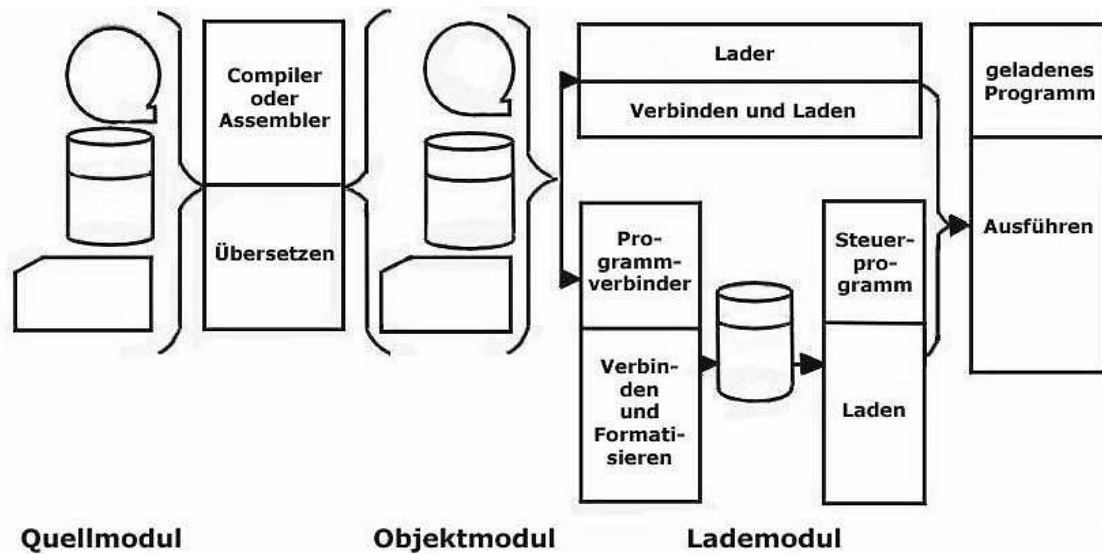 Compiler
oder
Assembler
Übersetzen
Lader
Verbinden und Laden
Pro-
gramm-
verbinder
Verbin-
den
und
Formati-
sieren
Steuer-
pro-
gramm
Laden
geladenes
Programm
Ausführen
Quellmodul
Objektmodul
Lademodul